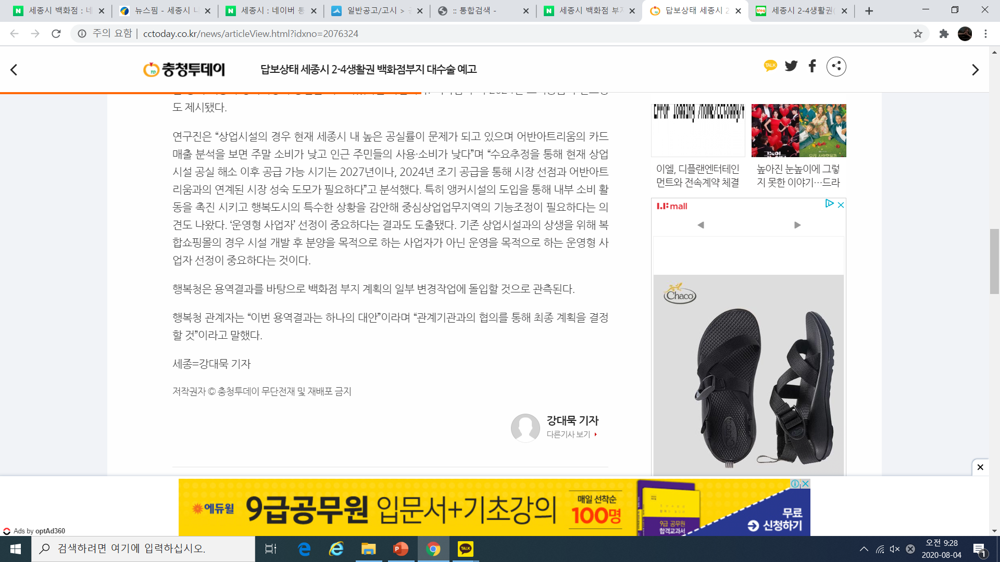 세종시 백화점 : 네
뉴스핌 - 세종시 나
세종시 : 네이버 통
일반공고/고시 > 공
:: 통합검색 -
세종시 백화점 부지
답보상태 세종시 2
세종시 2-4생활권(
주의 요함 | cctoday.co.kr/news/articleView.html?idxno=2076324
충청투데이
답보상태 세종시 2-4생활권 백화점부지 대수술 예고
TALK
도 제시됐다.
연구진은 “상업시설의 경우 현재 세종시 내 높은 공실률이 문제가 되고 있으며 어반아트리움의 카드
매출 분석을 보면 주말 소비가 낮고 인근 주민들의 사용·소비가 낮다”며 “수요추정을 통해 현재 상업
시설 공실 해소 이후 공급 가능 시기는 2027년이나, 2024년 조기 공급을 통해 시장 선점과 어반아트
리움과의 연계된 시장 성숙 도모가 필요하다”고 분석했다. 특히 앵커시설의 도입을 통해 내부 소비 활
동을 촉진 시키고 행복도시의 특수한 상황을 감안해 중심상업업무지역의 기능조정이 필요하다는 의
견도 나왔다. ‘운영형 사업자’ 선정이 중요하다는 결과도 도출됐다. 기존 상업시설과의 상생을 위해 복
합쇼핑몰의 경우 시설 개발 후 분양을 목적으로 하는 사업자가 아닌 운영을 목적으로 하는 운영형 사
업자 선정이 중요하다는 것이다.
행복청은 용역결과를 바탕으로 백화점 부지 계획의 일부 변경작업에 돌입할 것으로 관측된다.
행복청 관계자는 “이번 용역결과는 하나의 대안”이라며 “관계기관과의 협의를 통해 최종 계획을 결정
할 것”이라고 말했다.
세종=강대묵 기자
저작권자 © 충청투데이 무단전재 및 재배포 금지
강대묵 기자
다른기사 보기
이엘, 디플랜엔터테인
먼트와 전속계약 체결
높아진 눈높이에 그렇
지 못한 이야기…드라
LF mall
Chaco
에듀윌
9급공무원 입문서+기초강의
매일 선착순
100명
9급 공무원
합격교과서
무료
신청하기
Ads by optAd360
검색하려면 여기에 입력하십시오.
TALK
오전 9:28
2020-08-04
1